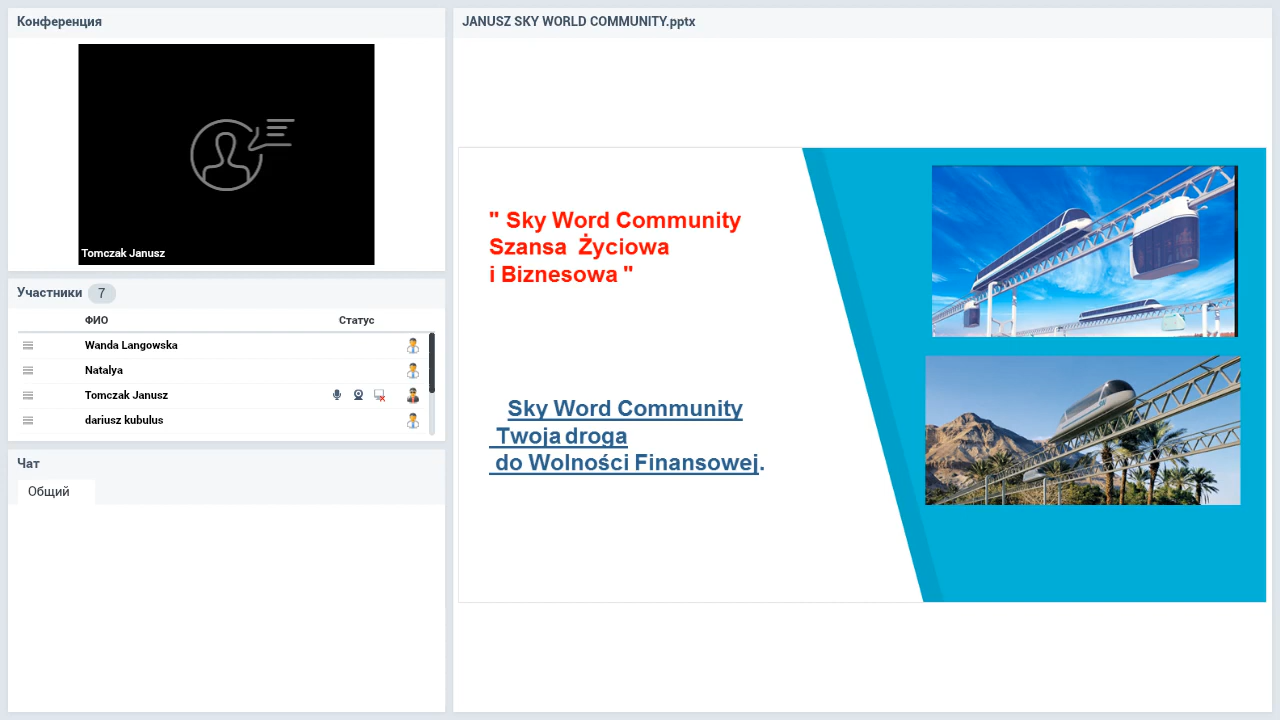 Конференция
Tomczak Janusz
Участники 7
ФИО Статус
Wanda Langowska
Natalya
Tomczak Janusz
dariusz kubulus
Чат
Общий
JANUSZ SKY WORLD COMMUNITY.pptx
" Sky Word Community
Szansa Życiowa
i Biznesowa "
Sky Word Community
Twoja droga
do Wolności Finansowej.